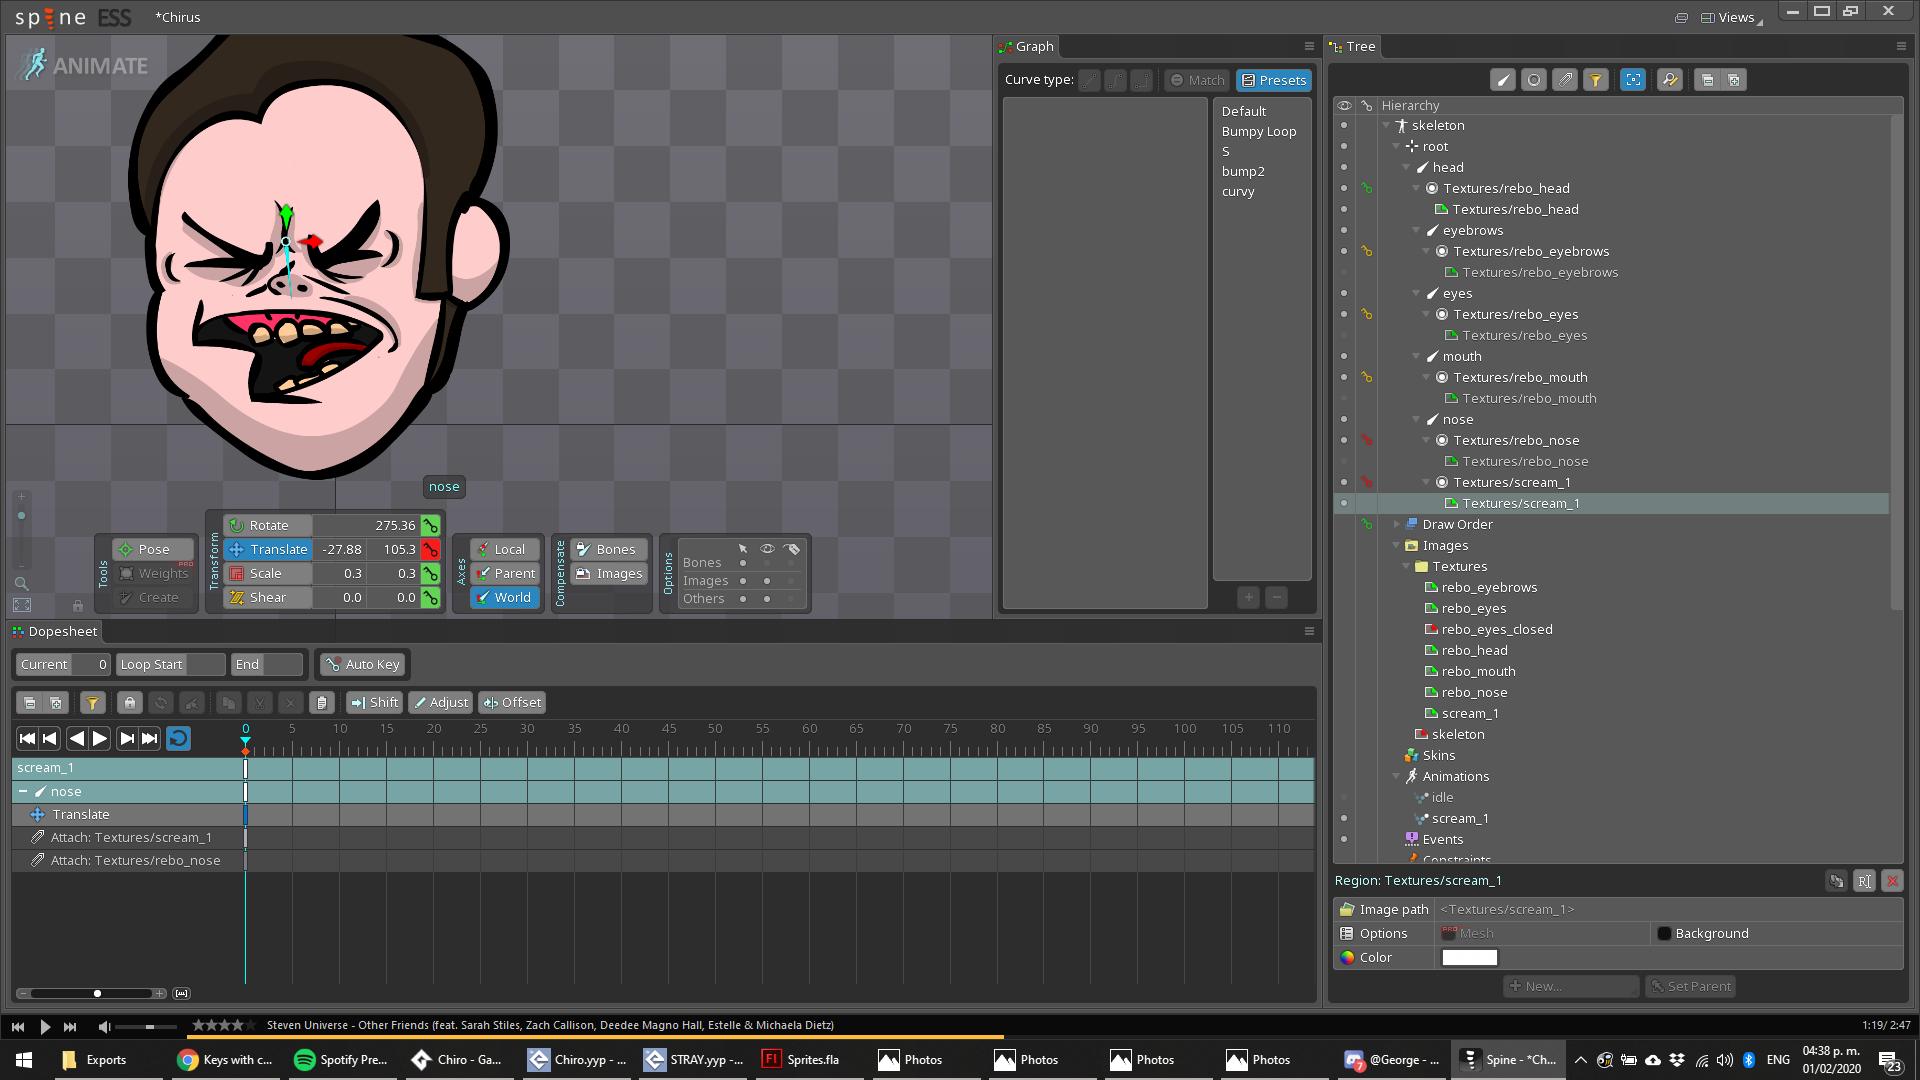 spine ESS
*Chirus
Views
ANIMATE
nose
Tools
Pose
Weights
PRO
Create
Transform
Rotate 275.36
Translate -27.88 105.3
Scale 0.3 0.3
Shear 0.0 0.0
Axes
Local
Parent
World
Compensate
Bones
Images
Options
Bones
Images
Others
Graph
Curve type:
Match
Presets
Default
Bumpy Loop
S
bump2
curvy
Tree
Hierarchy
skeleton
root
head
Textures/rebo_head
Textures/rebo_head
eyebrows
Textures/rebo_eyebrows
Textures/rebo_eyebrows
eyes
Textures/rebo_eyes
Textures/rebo_eyes
mouth
Textures/rebo_mouth
Textures/rebo_mouth
nose
Textures/rebo_nose
Textures/rebo_nose
Textures/scream_1
Textures/scream_1
Draw Order
Images
Textures
rebo_eyebrows
rebo_eyes
rebo_eyes_closed
rebo_head
rebo_mouth
rebo_nose
scream_1
skeleton
Skins
Animations
idle
scream_1
Events
Constraints
Region: Textures/scream_1
Image path <Textures/scream_1>
Options PRO Mesh Background
Color
New...
Set Parent
Dopesheet
Current 0 Loop Start End Auto Key
Shift Adjust Offset
0 5 10 15 20 25 30 35 40 45 50 55 60 65 70 75 80 85 90 95 100 105 110
scream_1
nose
Translate
Attach: Textures/scream_1
Attach: Textures/rebo_nose
Steven Universe - Other Friends (feat. Sarah Stiles, Zach Callison, Deedee Magno Hall, Estelle & Michaela Dietz)
1:19/ 2:47
Exports
Keys with c...
Spotify Pre...
Chiro - Ga...
Chiro.yyp - ...
STRAY.yyp -...
Fl
Sprites.fla
Photos
Photos
Photos
Photos
7
@George - ...
Spine - *Ch...
ENG
04:38 p. m.
01/02/2020
23